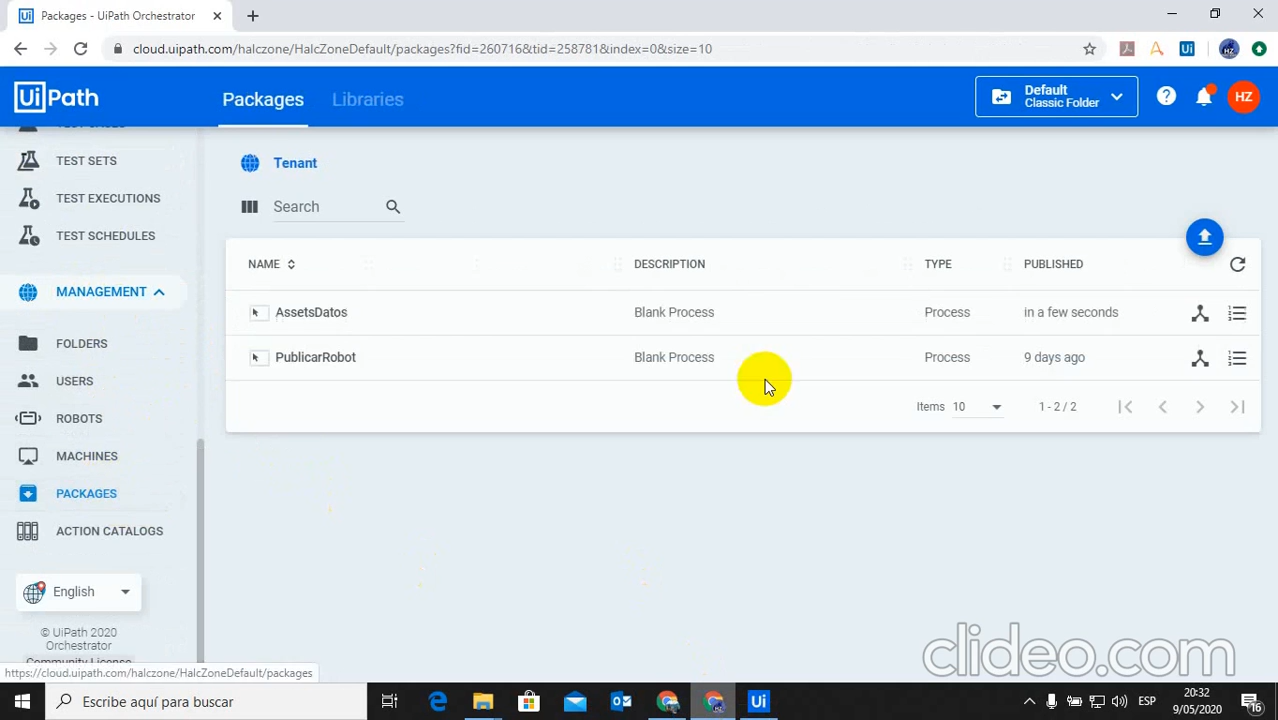 Packages - UiPath Orchestrator
cloud.uipath.com/halczone/HalcZoneDefault/packages?fid=260716&tid=258781&index=0&size=10
UiPath
Packages
Libraries
Default
Classic Folder
HZ
TEST SETS
TEST EXECUTIONS
TEST SCHEDULES
MANAGEMENT
FOLDERS
USERS
ROBOTS
MACHINES
PACKAGES
ACTION CATALOGS
English
© UiPath 2020
Orchestrator
Community License
Tenant
Search
NAME DESCRIPTION TYPE PUBLISHED
AssetsDatos Blank Process Process in a few seconds
PublicarRobot Blank Process Process 9 days ago
Items 10 1 - 2 / 2
clideo.com
https://cloud.uipath.com/halczone/HalcZoneDefault/packages
Escribe aquí para buscar
Ui
ESP
20:32
9/05/2020
16